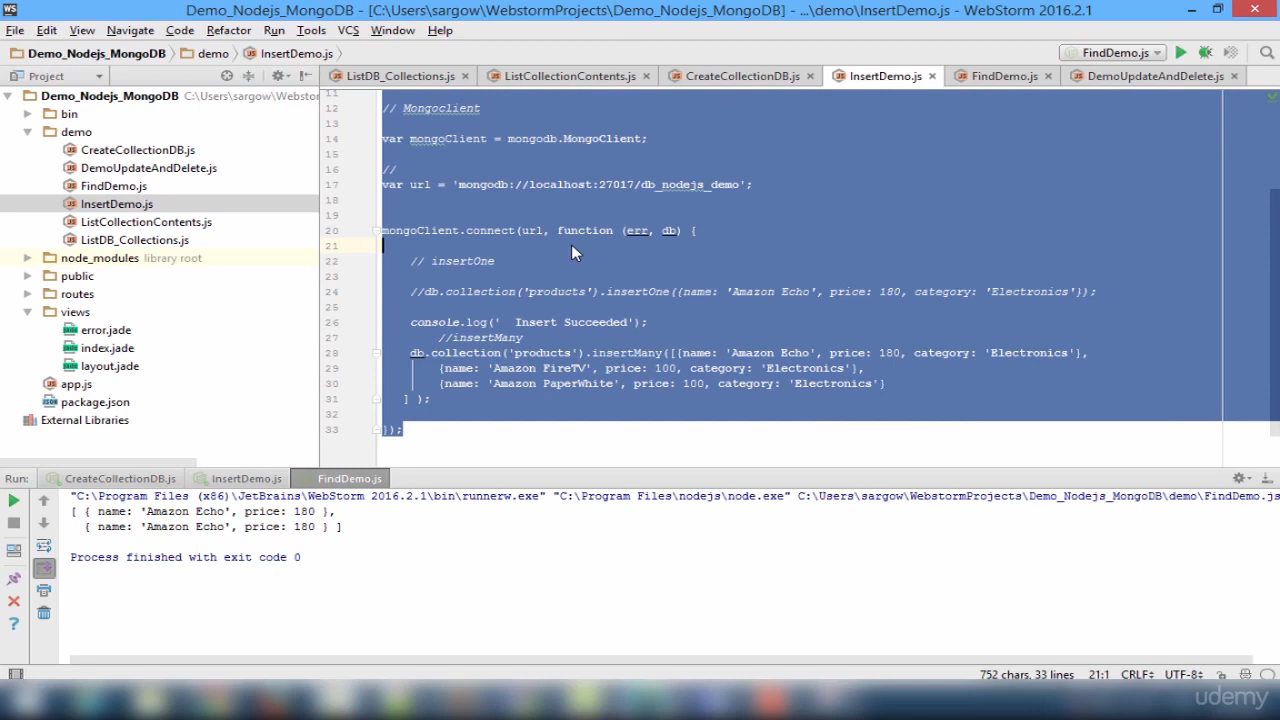 WS
Demo_Nodejs_MongoDB - [C:\Users\sargow\WebstormProjects\Demo_Nodejs_MongoDB] - ...\demo\InsertDemo.js - WebStorm 2016.2.1
File Edit View Navigate Code Refactor Run Tools VCS Window Help
Demo_Nodejs_MongoDB demo InsertDemo.js FindDemo.js
Project ListDB_Collections.js ListCollectionContents.js CreateCollectionDB.js InsertDemo.js FindDemo.js DemoUpdateAndDelete.js
Demo_Nodejs_MongoDB C:\Users\sargow\Webstor
bin
demo
CreateCollectionDB.js
DemoUpdateAndDelete.js
FindDemo.js
InsertDemo.js
ListCollectionContents.js
ListDB_Collections.js
node_modules library root
public
routes
views
error.jade
index.jade
layout.jade
app.js
package.json
External Libraries
11
12 // Mongoclient
13
14 var mongoClient = mongodb.MongoClient;
15
16 //
17 var url = 'mongodb://localhost:27017/db_nodejs_demo';
18
19
20 mongoClient.connect(url, function (err, db) {
21
22 // insertOne
23
24 //db.collection('products').insertOne({name: 'Amazon Echo', price: 180, category: 'Electronics'});
25
26 console.log('  Insert Succeeded');
27 //insertMany
28 db.collection('products').insertMany([{name: 'Amazon Echo', price: 180, category: 'Electronics'},
29 {name: 'Amazon FireTV', price: 100, category: 'Electronics'},
30 {name: 'Amazon PaperWhite', price: 100, category: 'Electronics'}
31 ] );
32
33 });
Run: CreateCollectionDB.js InsertDemo.js FindDemo.js
"C:\Program Files (x86)\JetBrains\WebStorm 2016.2.1\bin\runnerw.exe" "C:\Program Files\nodejs\node.exe" C:\Users\sargow\WebstormProjects\Demo_Nodejs_MongoDB\demo\FindDemo.js
[ { name: 'Amazon Echo', price: 180 },
{ name: 'Amazon Echo', price: 180 } ]
Process finished with exit code 0
752 chars, 33 lines 21:1 CRLF UTF-8
udemy